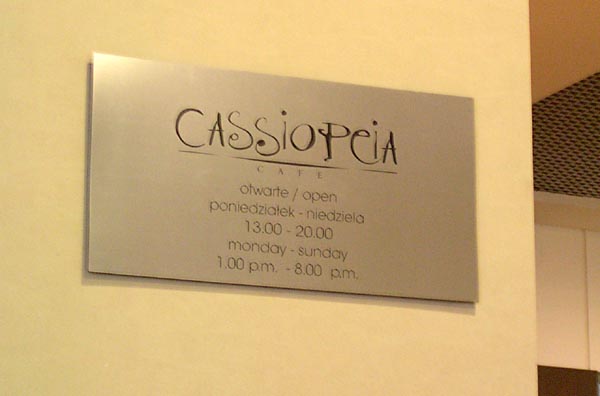 CASSIOPEIA
CAFE
otwarte / open
poniedziałek - niedziela
13.00 - 20.00
monday - sunday
1.00 p.m. - 8.00 p.m.